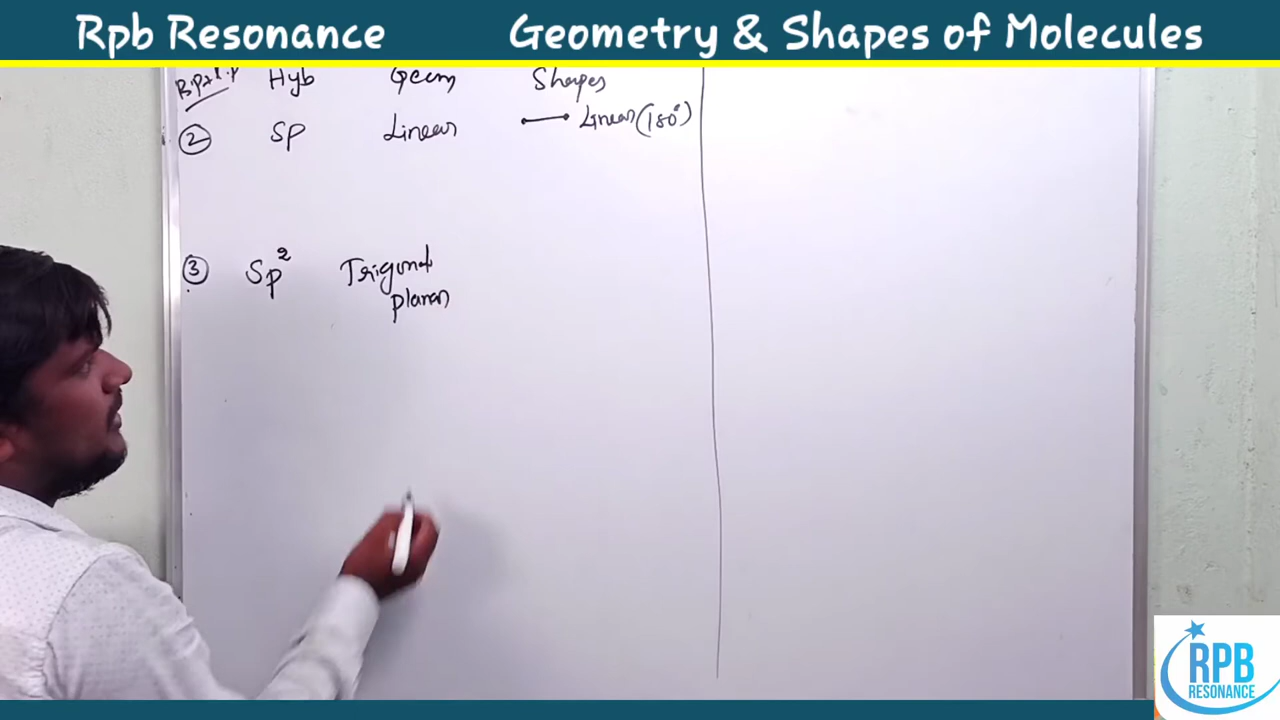 Rpb Resonance Geometry & Shapes of Molecules
B.P+L.P Hyb Geom Shapes
2 SP Linear Linear (180°)
3 Sp² Trigonal
planar
RPB
RESONANCE